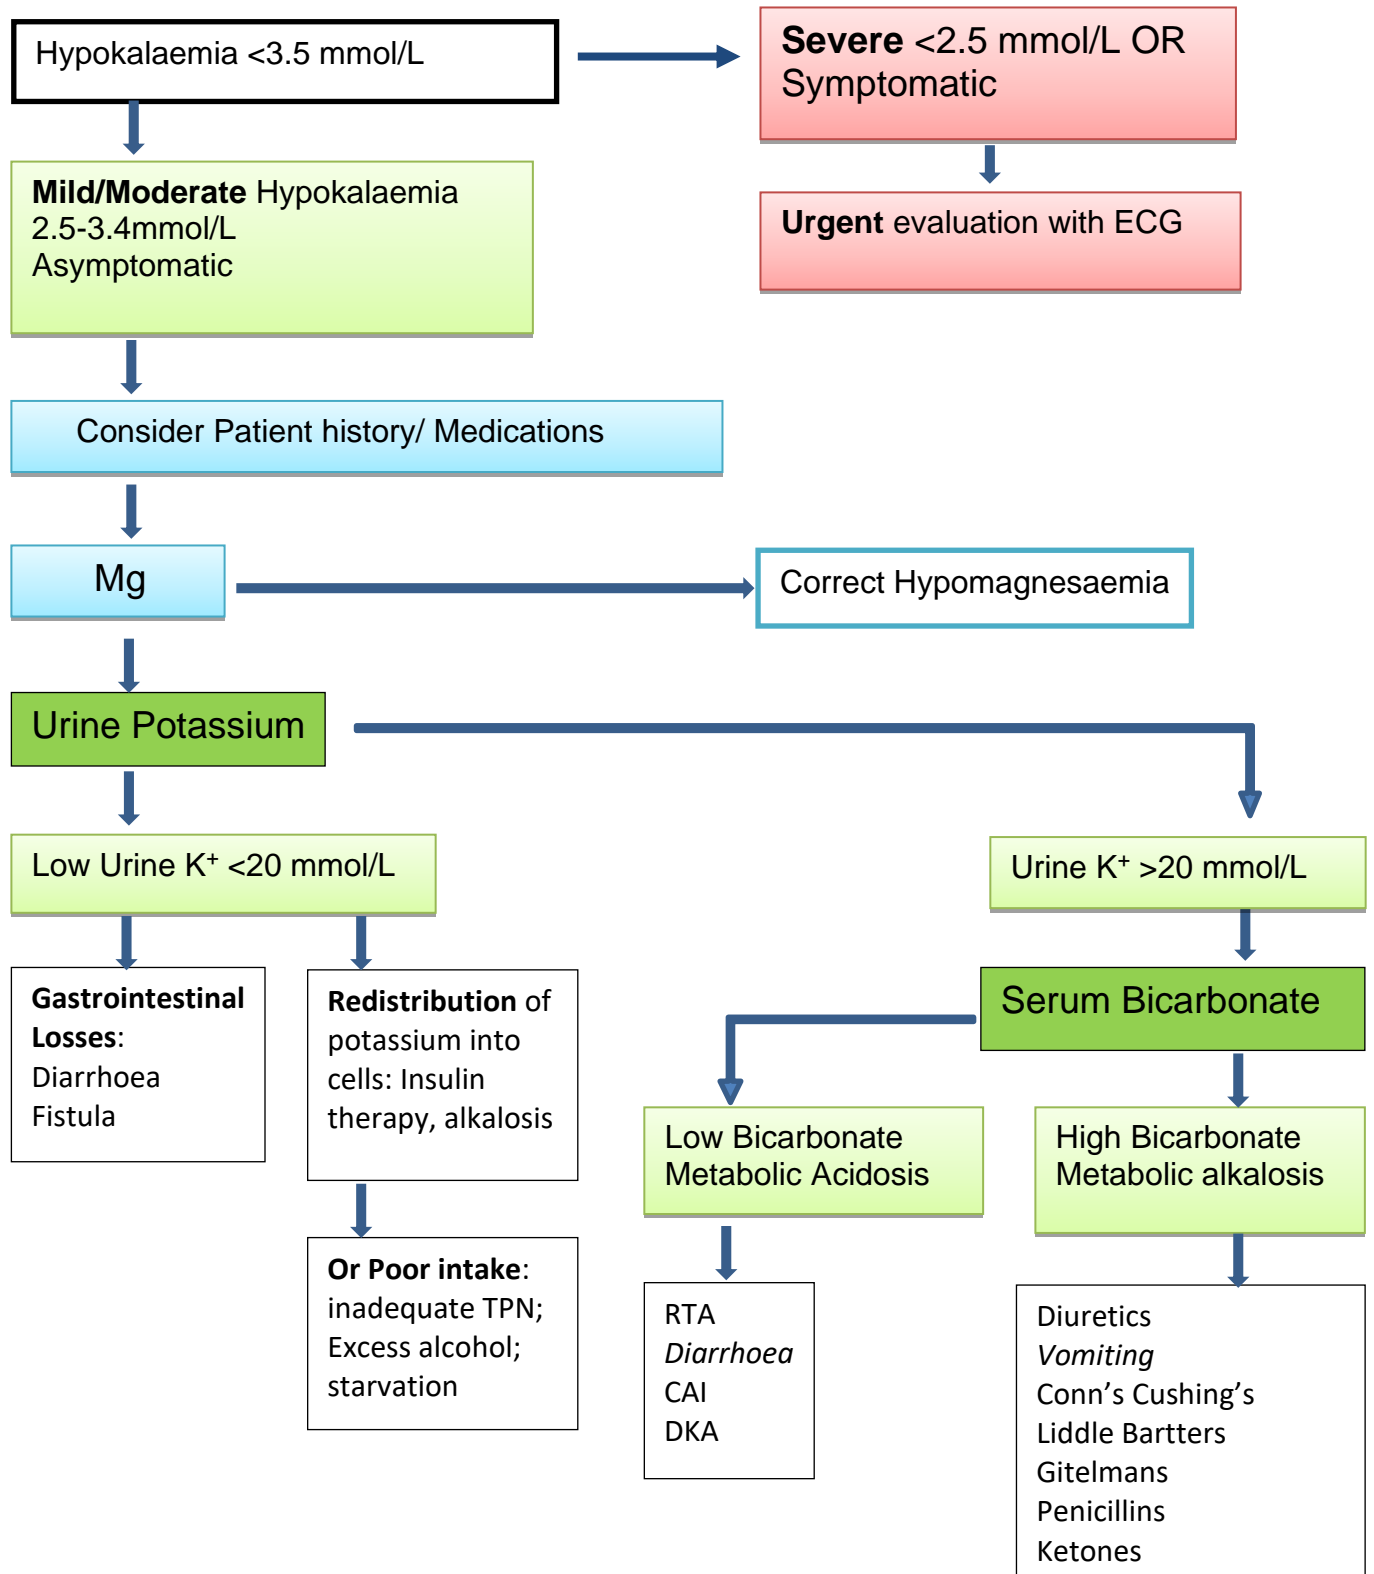 Hypokalaemia <3.5 mmol/L
Severe <2.5 mmol/L OR
Symptomatic
Mild/Moderate Hypokalaemia
2.5-3.4mmol/L
Asymptomatic
Urgent evaluation with ECG
Consider Patient history/ Medications
Mg
Correct Hypomagnesaemia
Urine Potassium
Low Urine K⁺ <20 mmol/L
Urine K⁺ >20 mmol/L
Gastrointestinal
Losses:
Diarrhoea
Fistula
Redistribution of
potassium into
cells: Insulin
therapy, alkalosis
Or Poor intake:
inadequate TPN;
Excess alcohol;
starvation
Serum Bicarbonate
Low Bicarbonate
Metabolic Acidosis
High Bicarbonate
Metabolic alkalosis
RTA
Diarrhoea
CAI
DKA
Diuretics
Vomiting
Conn’s Cushing’s
Liddle Bartters
Gitelmans
Penicillins
Ketones